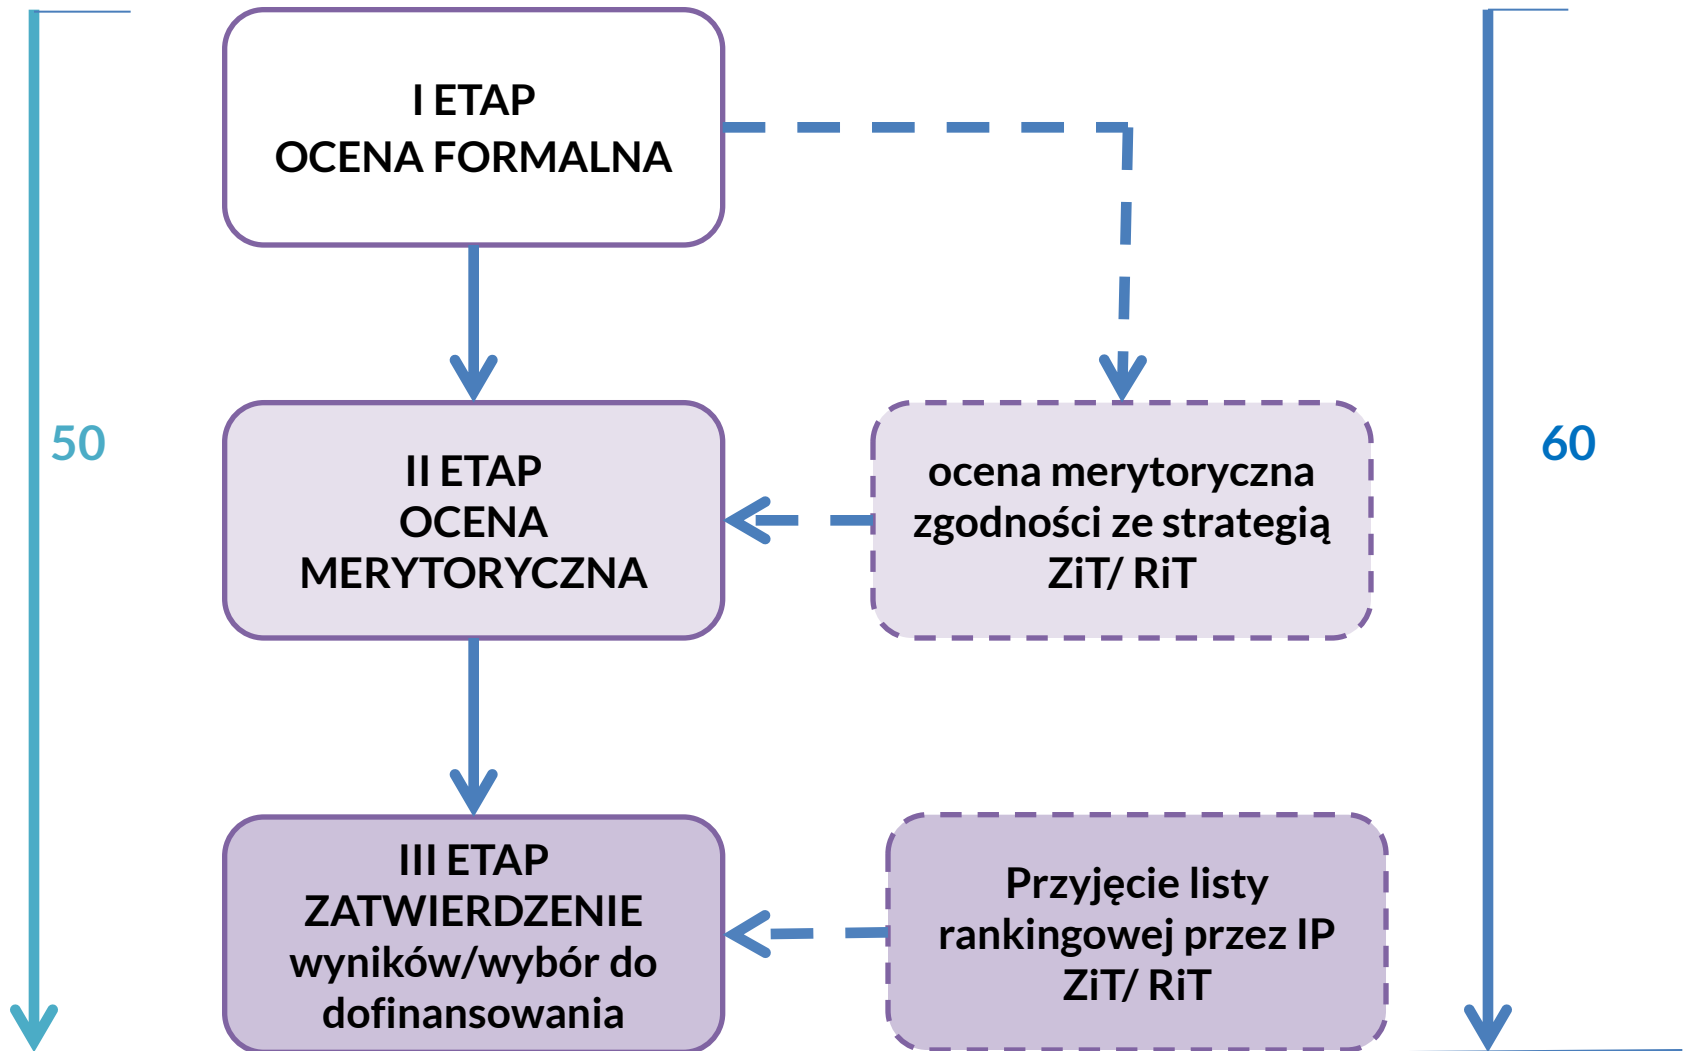 I ETAP
OCENA FORMALNA
50
II ETAP
OCENA
MERYTORYCZNA
ocena merytoryczna
zgodności ze strategią
ZiT/ RiT
60
III ETAP
ZATWIERDZENIE
wyników/wybór do
dofinansowania
Przyjęcie listy
rankingowej przez IP
ZiT/ RiT